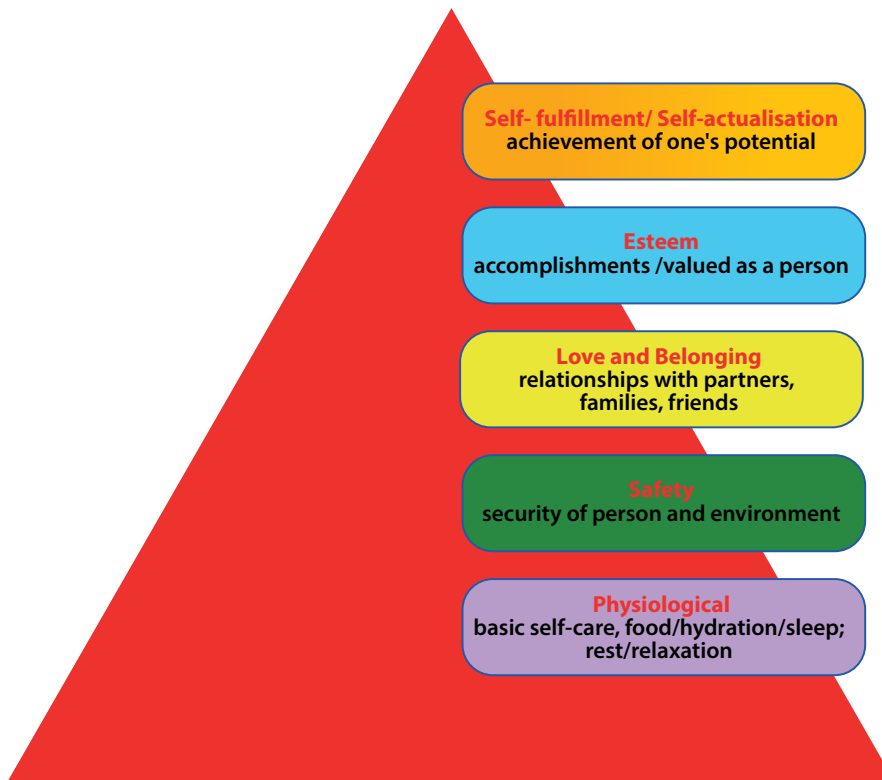 Self- fulfillment/ Self-actualisation
achievement of one's potential
Esteem
accomplishments /valued as a person
Love and Belonging
relationships with partners,
families, friends
Safety
security of person and environment
Physiological
basic self-care, food/hydration/sleep;
rest/relaxation